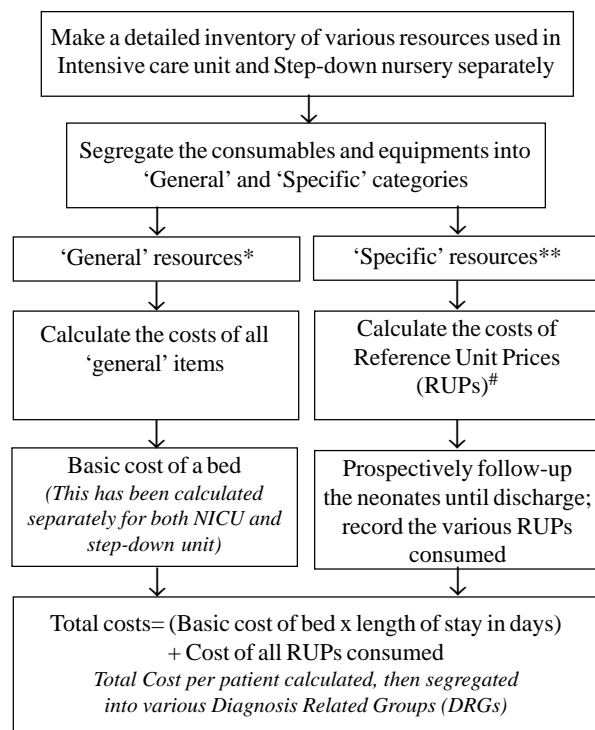 Make a detailed inventory of various resources used in
Intensive care unit and Step-down nursery separately
Segregate the consumables and equipments into
‘General’ and ‘Specific’ categories
‘General’ resources*
‘Specific’ resources**
Calculate the costs of all
‘general’ items
Calculate the costs of
Reference Unit Prices
(RUPs)#
Basic cost of a bed
(This has been calculated
separately for both NICU and
step-down unit)
Prospectively follow-up
the neonates until discharge;
record the various RUPs
consumed
Total costs= (Basic cost of bed x length of stay in days)
+ Cost of all RUPs consumed
Total Cost per patient calculated, then segregated
into various Diagnosis Related Groups (DRGs)